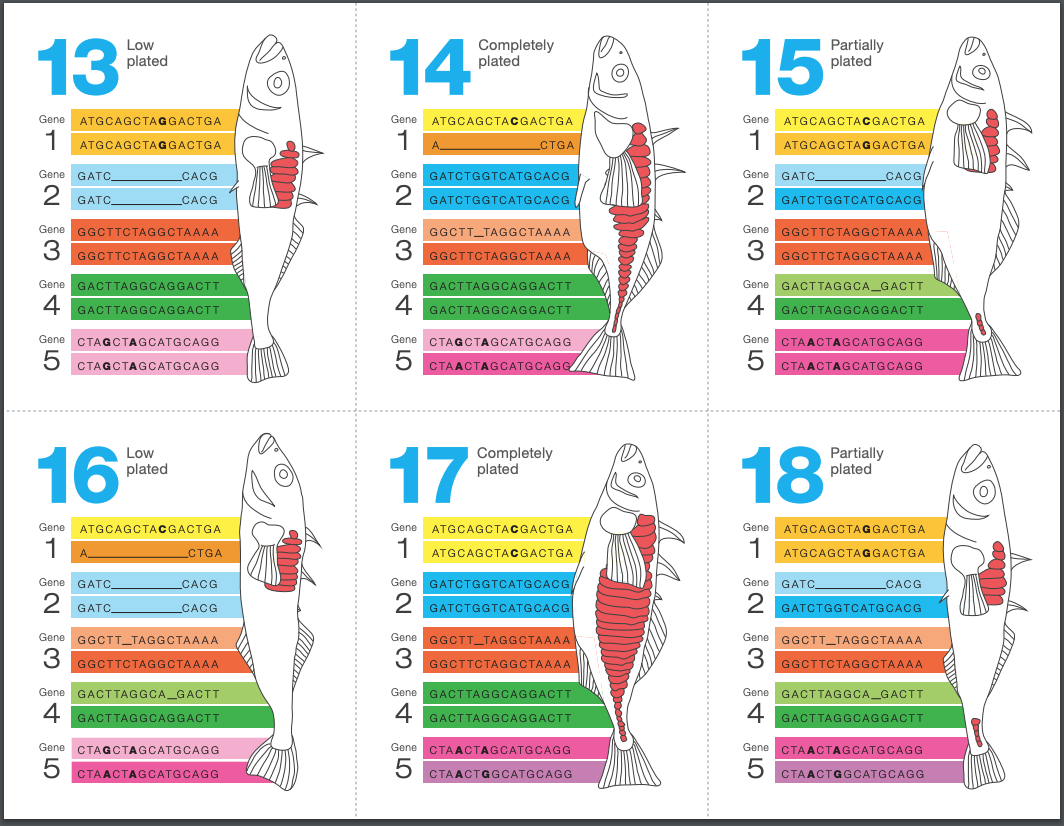 13 Low
plated
Gene
1
ATGCAGCTAGGACTGA
ATGCAGCTAGGACTGA
Gene
2
GATC__________CACG
GATC__________CACG
Gene
3
GGCTTCTAGGCTAAAA
GGCTTCTAGGCTAAAA
Gene
4
GACTTAGGCAGGACTT
GACTTAGGCAGGACTT
Gene
5
CTAGCTAGCATGCAGG
CTAGCTAGCATGCAGG
14 Completely
plated
Gene
1
ATGCAGCTACGACTGA
A______________CTGA
Gene
2
GATCTGGTCATGCACG
GATCTGGTCATGCACG
Gene
3
GGCTT_TAGGCTAAAA
GGCTTCTAGGCTAAAA
Gene
4
GACTTAGGCAGGACTT
GACTTAGGCAGGACTT
Gene
5
CTAGCTAGCATGCAGG
CTAACTAGCATGCAGG
15 Partially
plated
Gene
1
ATGCAGCTACGACTGA
ATGCAGCTAGGACTGA
Gene
2
GATC__________CACG
GATCTGGTCATGCACG
Gene
3
GGCTTCTAGGCTAAAA
GGCTTCTAGGCTAAAA
Gene
4
GACTTAGGCA_GACTT
GACTTAGGCAGGACTT
Gene
5
CTAACTAGCATGCAGG
CTAACTAGCATGCAGG
16 Low
plated
Gene
1
ATGCAGCTACGACTGA
A______________CTGA
Gene
2
GATC__________CACG
GATC__________CACG
Gene
3
GGCTT_TAGGCTAAAA
GGCTTCTAGGCTAAAA
Gene
4
GACTTAGGCA_GACTT
GACTTAGGCAGGACTT
Gene
5
CTAGCTAGCATGCAGG
CTAACTAGCATGCAGG
17 Completely
plated
Gene
1
ATGCAGCTACGACTGA
ATGCAGCTACGACTGA
Gene
2
GATCTGGTCATGCACG
GATCTGGTCATGCACG
Gene
3
GGCTT_TAGGCTAAAA
GGCTTCTAGGCTAAAA
Gene
4
GACTTAGGCAGGACTT
GACTTAGGCAGGACTT
Gene
5
CTAACTAGCATGCAGG
CTAACTGGCATGCAGG
18 Partially
plated
Gene
1
ATGCAGCTAGGACTGA
ATGCAGCTAGGACTGA
Gene
2
GATC__________CACG
GATCTGGTCATGCACG
Gene
3
GGCTT_TAGGCTAAAA
GGCTTCTAGGCTAAAA
Gene
4
GACTTAGGCA_GACTT
GACTTAGGCAGGACTT
Gene
5
CTAACTAGCATGCAGG
CTAACTGGCATGCAGG